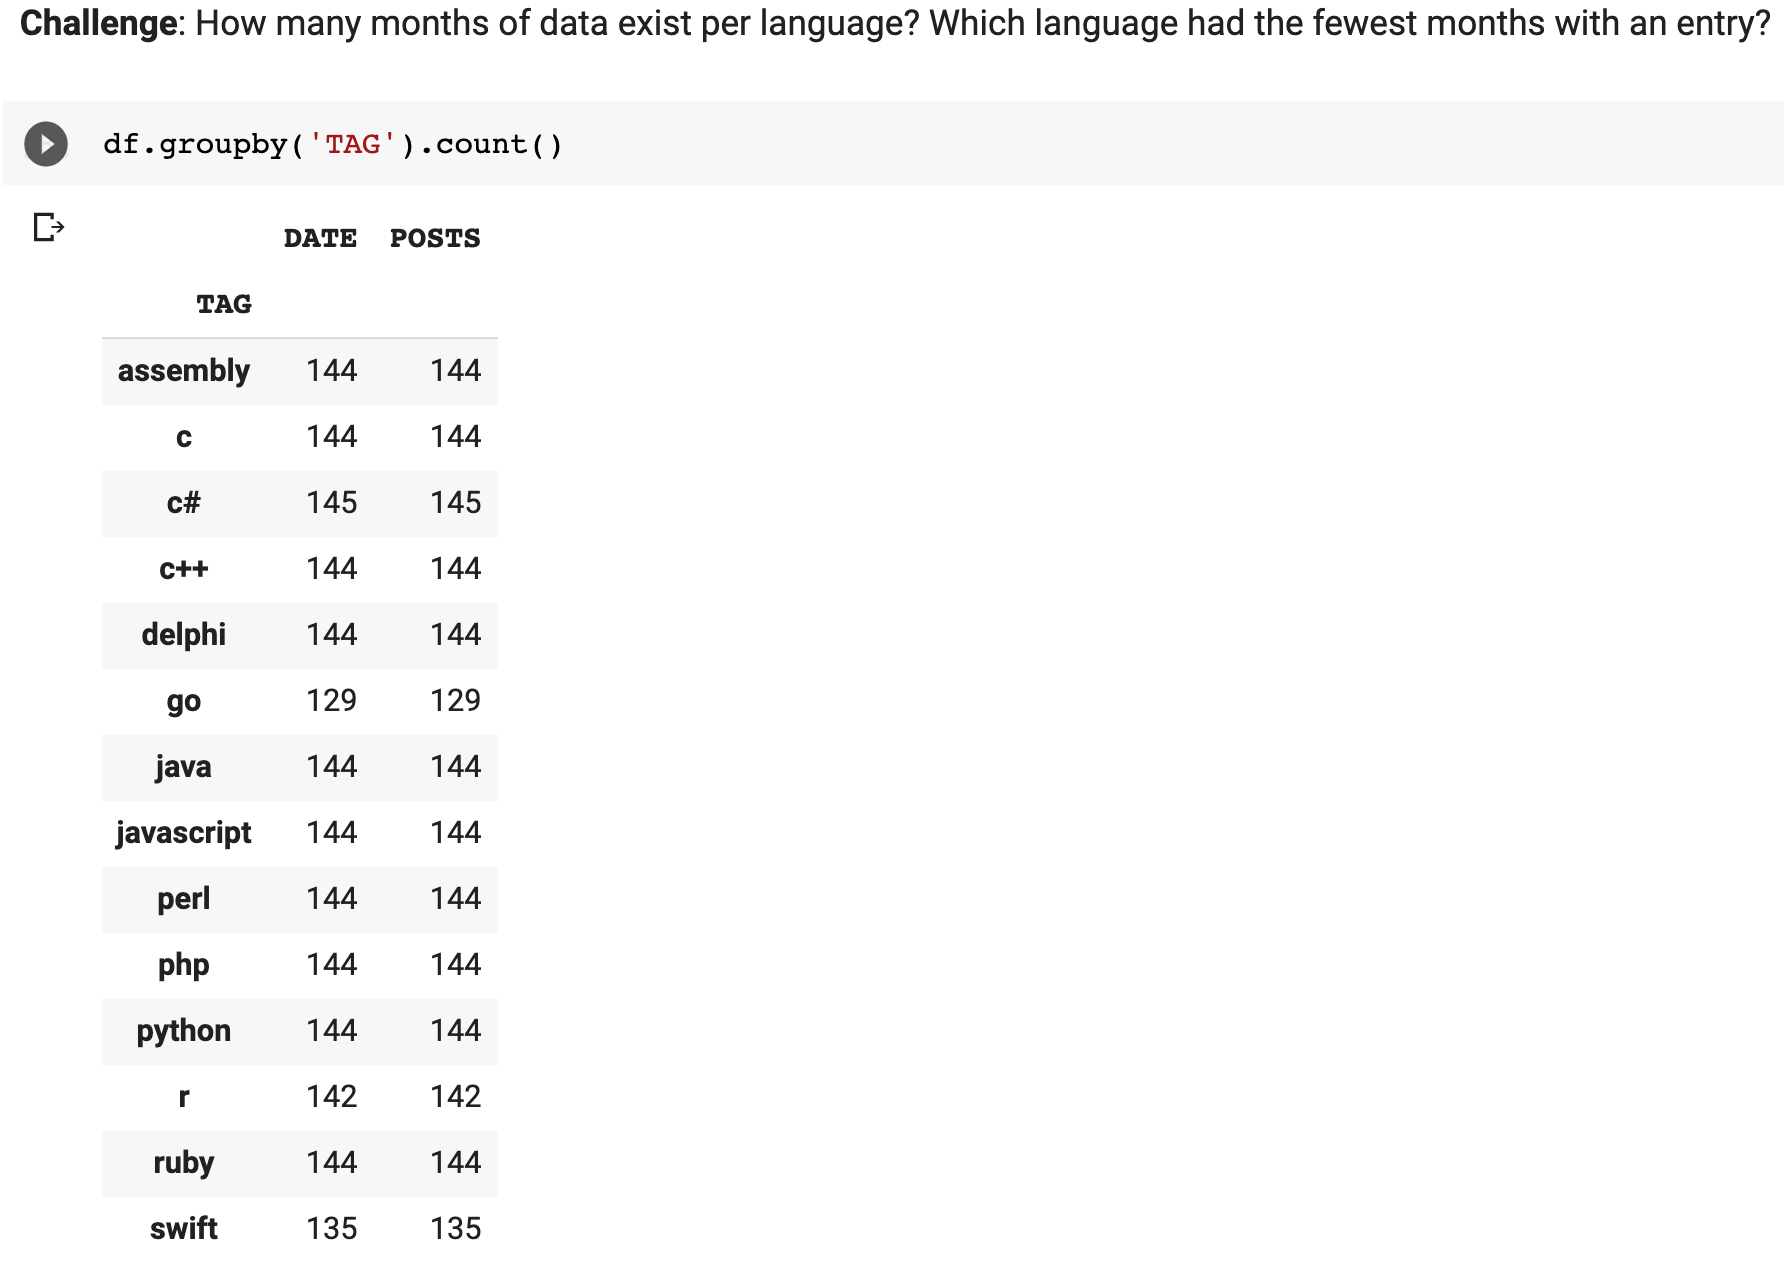 Challenge: How many months of data exist per language? Which language had the fewest months with an entry?
df.groupby('TAG').count()
DATE POSTS
TAG
assembly 144 144
c 144 144
c# 145 145
c++ 144 144
delphi 144 144
go 129 129
java 144 144
javascript 144 144
perl 144 144
php 144 144
python 144 144
r 142 142
ruby 144 144
swift 135 135